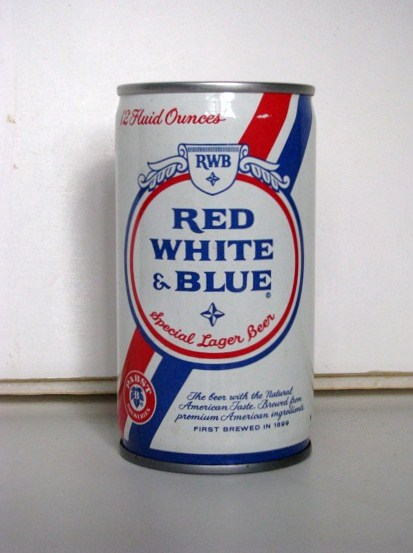 12 Fluid Ounces
RWB
RED
WHITE
& BLUE
®
Special Lager Beer
PABST
The beer with the Natural
American Taste. Brewed from
premium American ingredients.
FIRST BREWED IN 1899